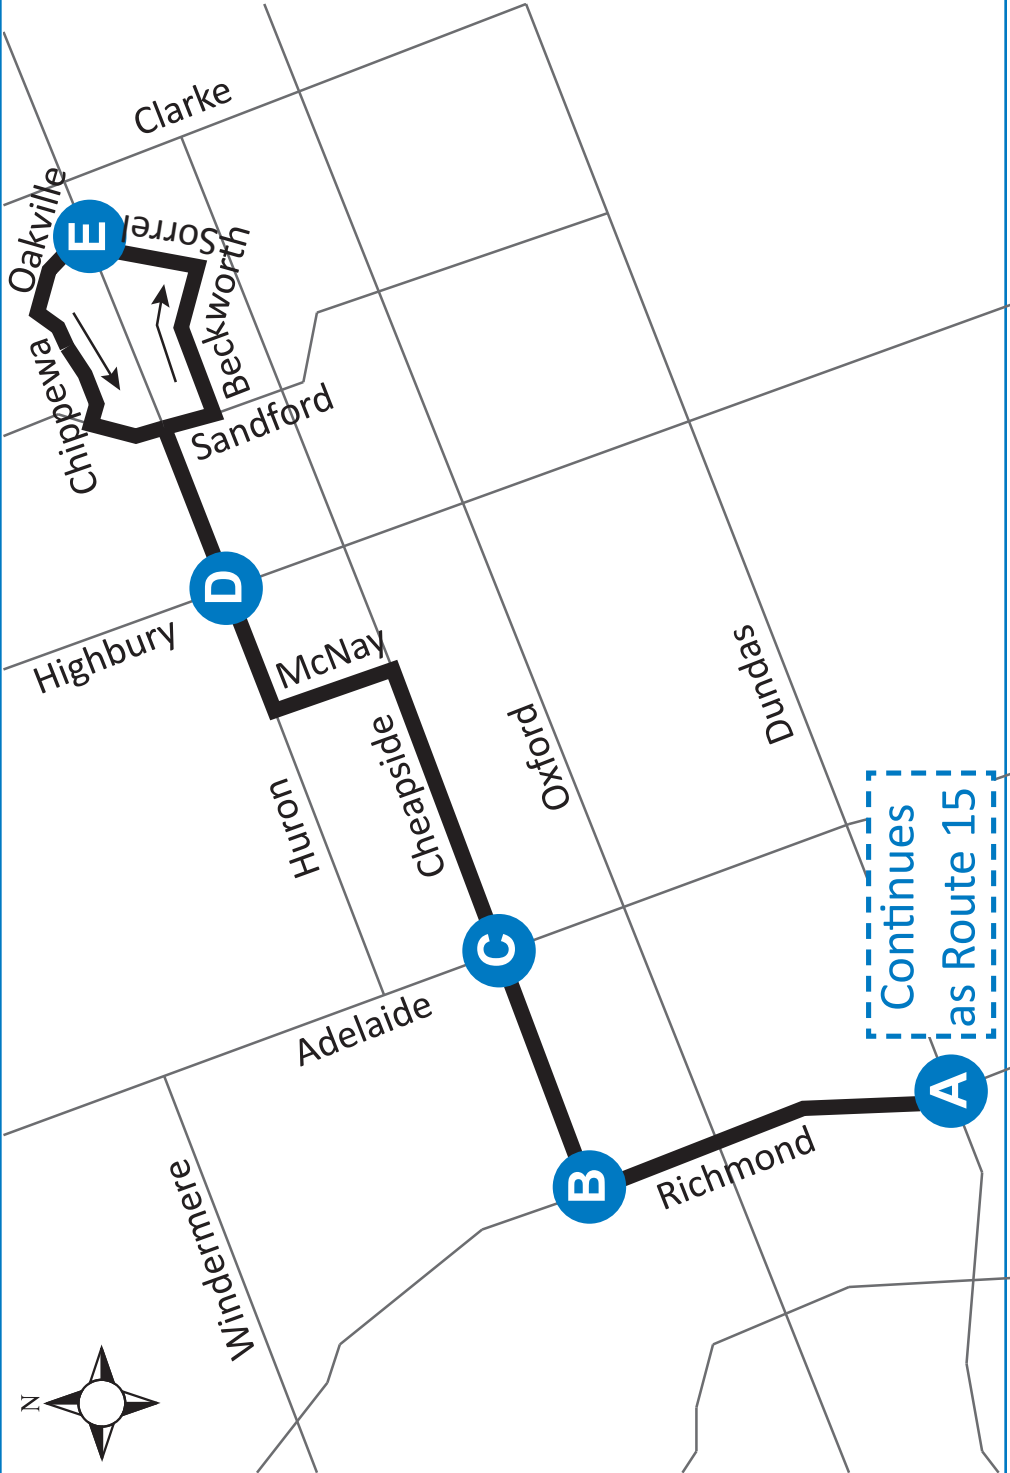 Clarke
Oakville
E
Sorrel
Beckworth
Chippewa
Sandford
D
Highbury
McNay
Huron
Cheapside
Oxford
Dundas
C
Adelaide
Continues
as Route 15
A
B
Richmond
Windermere
N